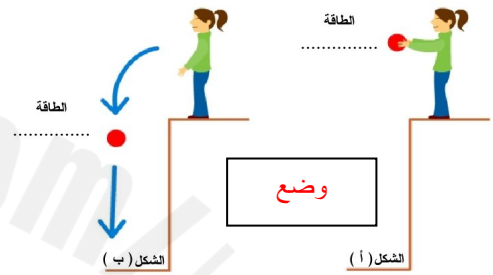 الطاقة
...............
الطاقة
...............
وضع
الشكل ( أ )
الشكل ( ب )